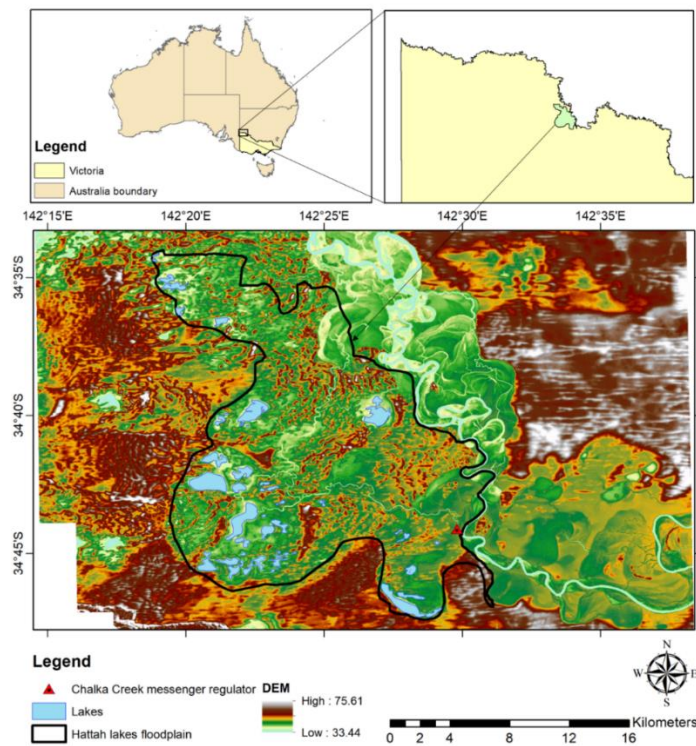 Legend
Victoria
Australia boundary
142°15'E 142°20'E 142°25'E 142°30'E 142°35'E
34°35'S
34°40'S
34°45'S
Legend
Chalka Creek messenger regulator
Lakes
Hattah lakes floodplain
DEM
High : 75.61
Low : 33.44
N
W E
S
Kilometers
0 2 4 8 12 16